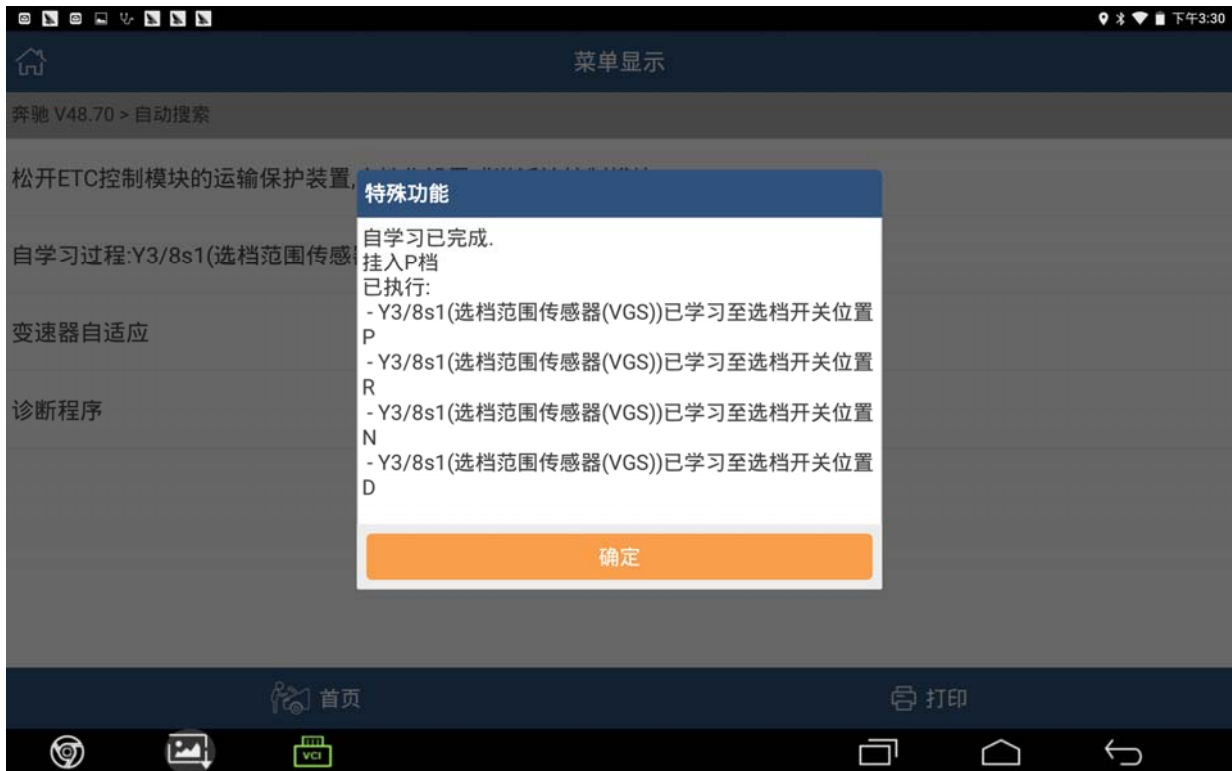 下午3:30
菜单显示
奔驰 V48.70 > 自动搜索
松开ETC控制模块的运输保护装置,
自学习过程:Y3/8s1(选档范围传感
变速器自适应
诊断程序
特殊功能
自学习已完成.
挂入P档
已执行:
- Y3/8s1(选档范围传感器(VGS))已学习至选档开关位置
P
- Y3/8s1(选档范围传感器(VGS))已学习至选档开关位置
R
- Y3/8s1(选档范围传感器(VGS))已学习至选档开关位置
N
- Y3/8s1(选档范围传感器(VGS))已学习至选档开关位置
D
确定
首页
打印
VCI